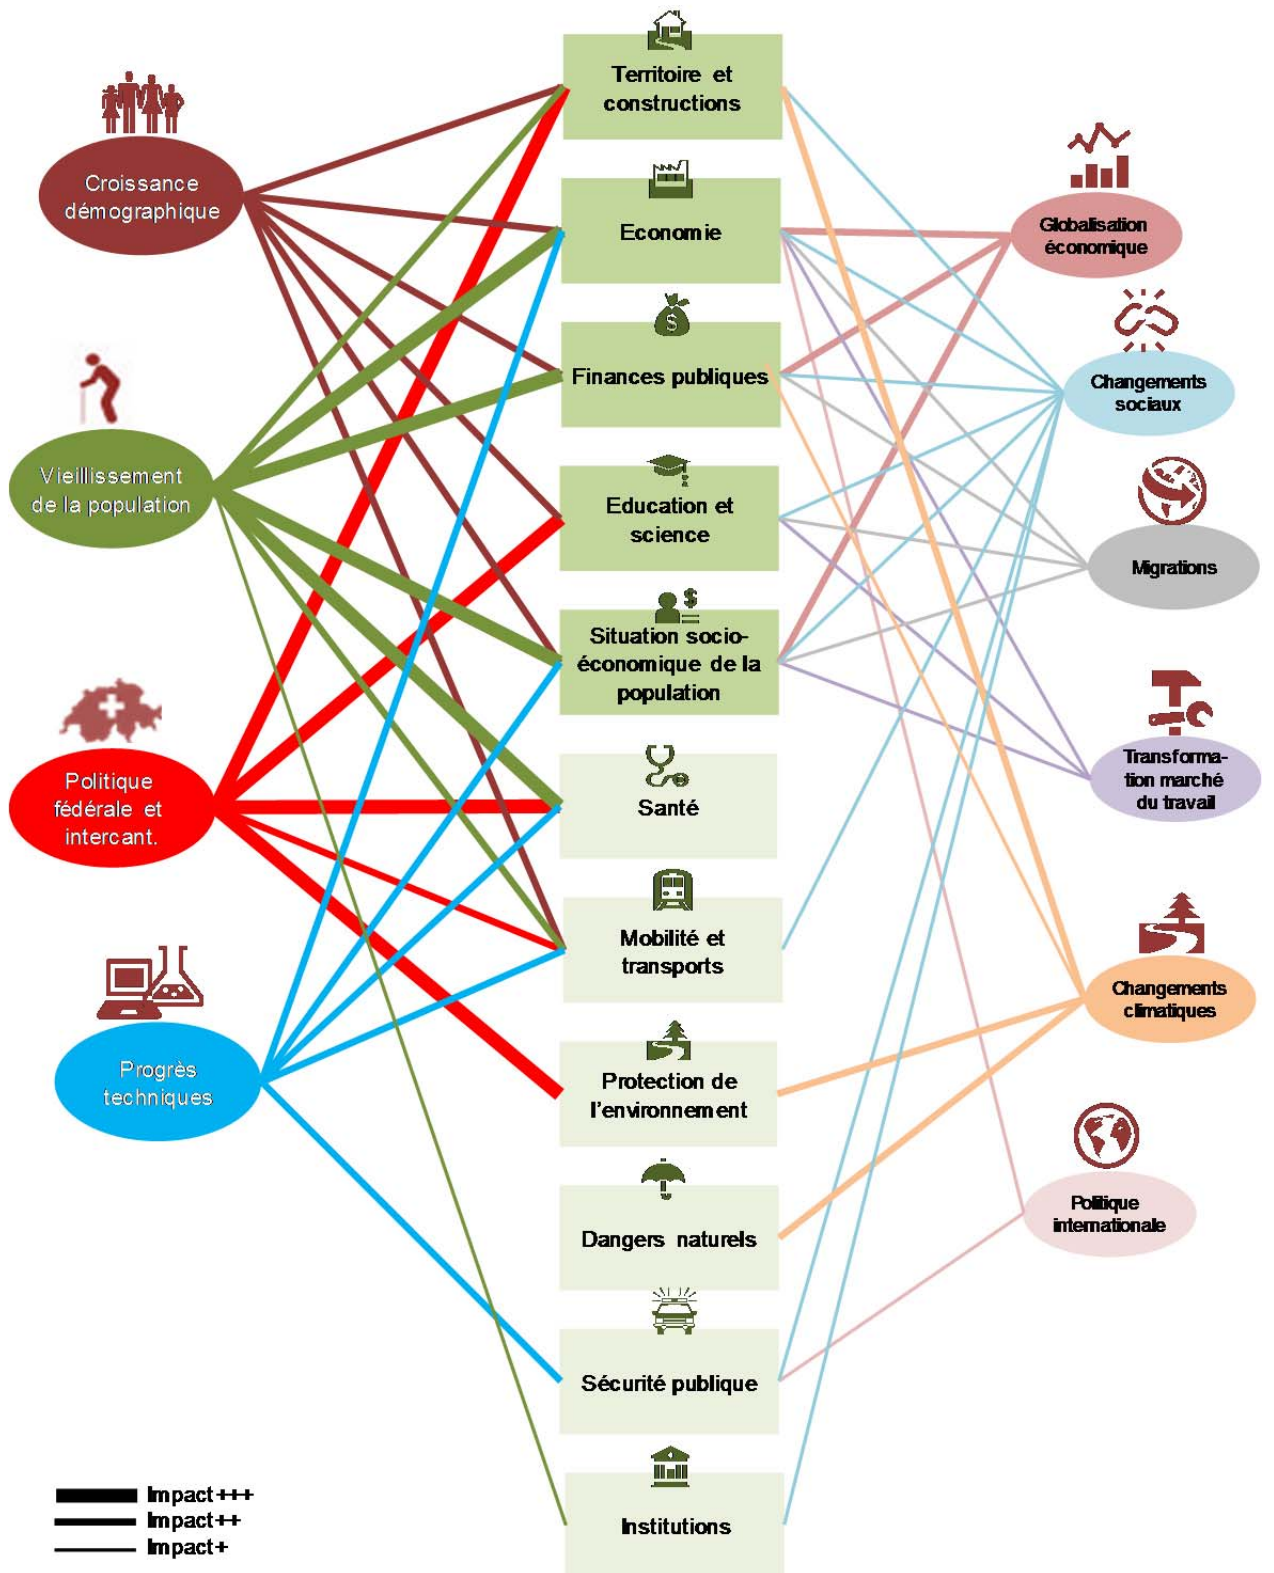 Croissance
démographique
Vieillissement
de la population
Politique
fédérale et
intercant.
Progrès
techniques
Territoire et
constructions
Economie
$
Finances publiques
Education et
science
$
Situation socio-
économique de la
population
Santé
Mobilité et
transports
Protection de
l'environnement
Dangers naturels
Sécurité publique
Institutions
Globalisation
économique
Changements
sociaux
Migrations
Transforma-
tion marché
du travail
Changements
climatiques
Politique
internationale
Impact+++
Impact++
Impact+